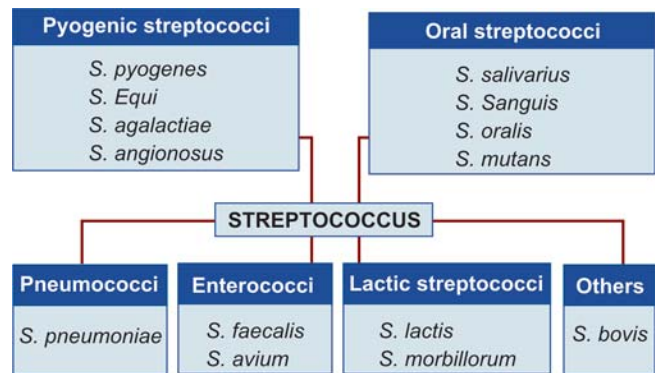 Pyogenic streptococci
S. pyogenes
S. Equi
S. agalactiae
S. angionosus
Oral streptococci
S. salivarius
S. Sanguis
S. oralis
S. mutans
STREPTOCOCCUS
Pneumococci
S. pneumoniae
Enterococci
S. faecalis
S. avium
Lactic streptococci
S. lactis
S. morbillorum
Others
S. bovis